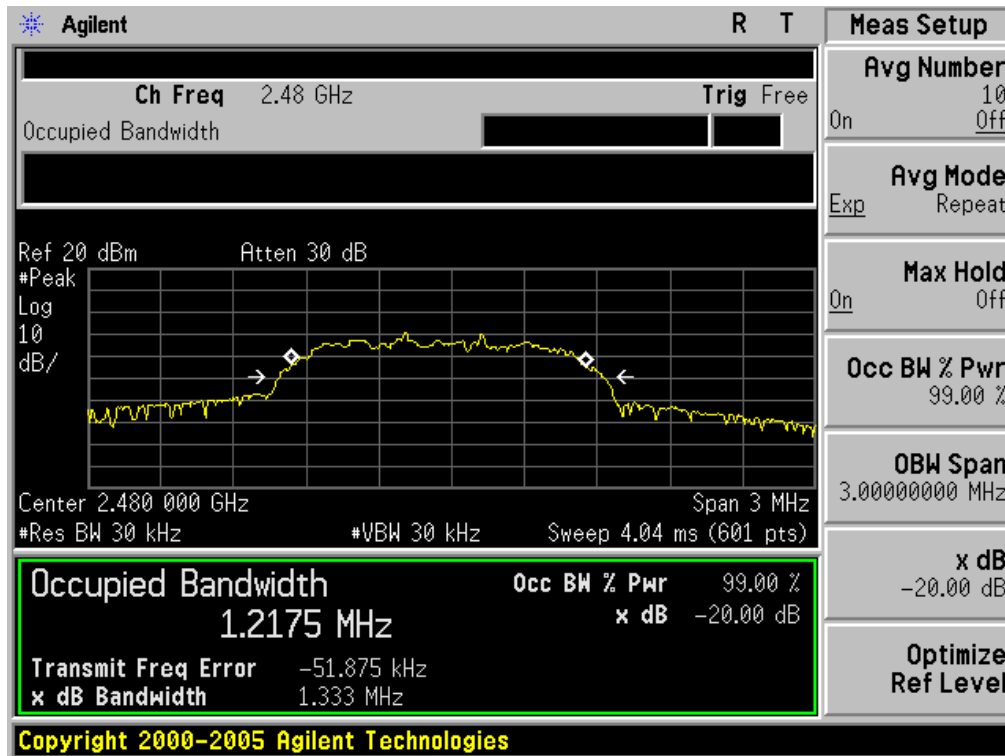 Agilent R T
Ch Freq 2.48 GHz Trig Free
Occupied Bandwidth
Ref 20 dBm Atten 30 dB
#Peak
Log
10
dB/
Center 2.480 000 GHz Span 3 MHz
#Res BW 30 kHz #VBW 30 kHz Sweep 4.04 ms (601 pts)
Occupied Bandwidth
1.2175 MHz
Occ BW % Pwr 99.00 %
x dB -20.00 dB
Transmit Freq Error -51.875 kHz
x dB Bandwidth 1.333 MHz
Copyright 2000-2005 Agilent Technologies
Meas Setup
Avg Number
10
On Off
Avg Mode
Exp Repeat
Max Hold
On Off
Occ BW % Pwr
99.00 %
OBW Span
3.00000000 MHz
x dB
-20.00 dB
Optimize
Ref Level